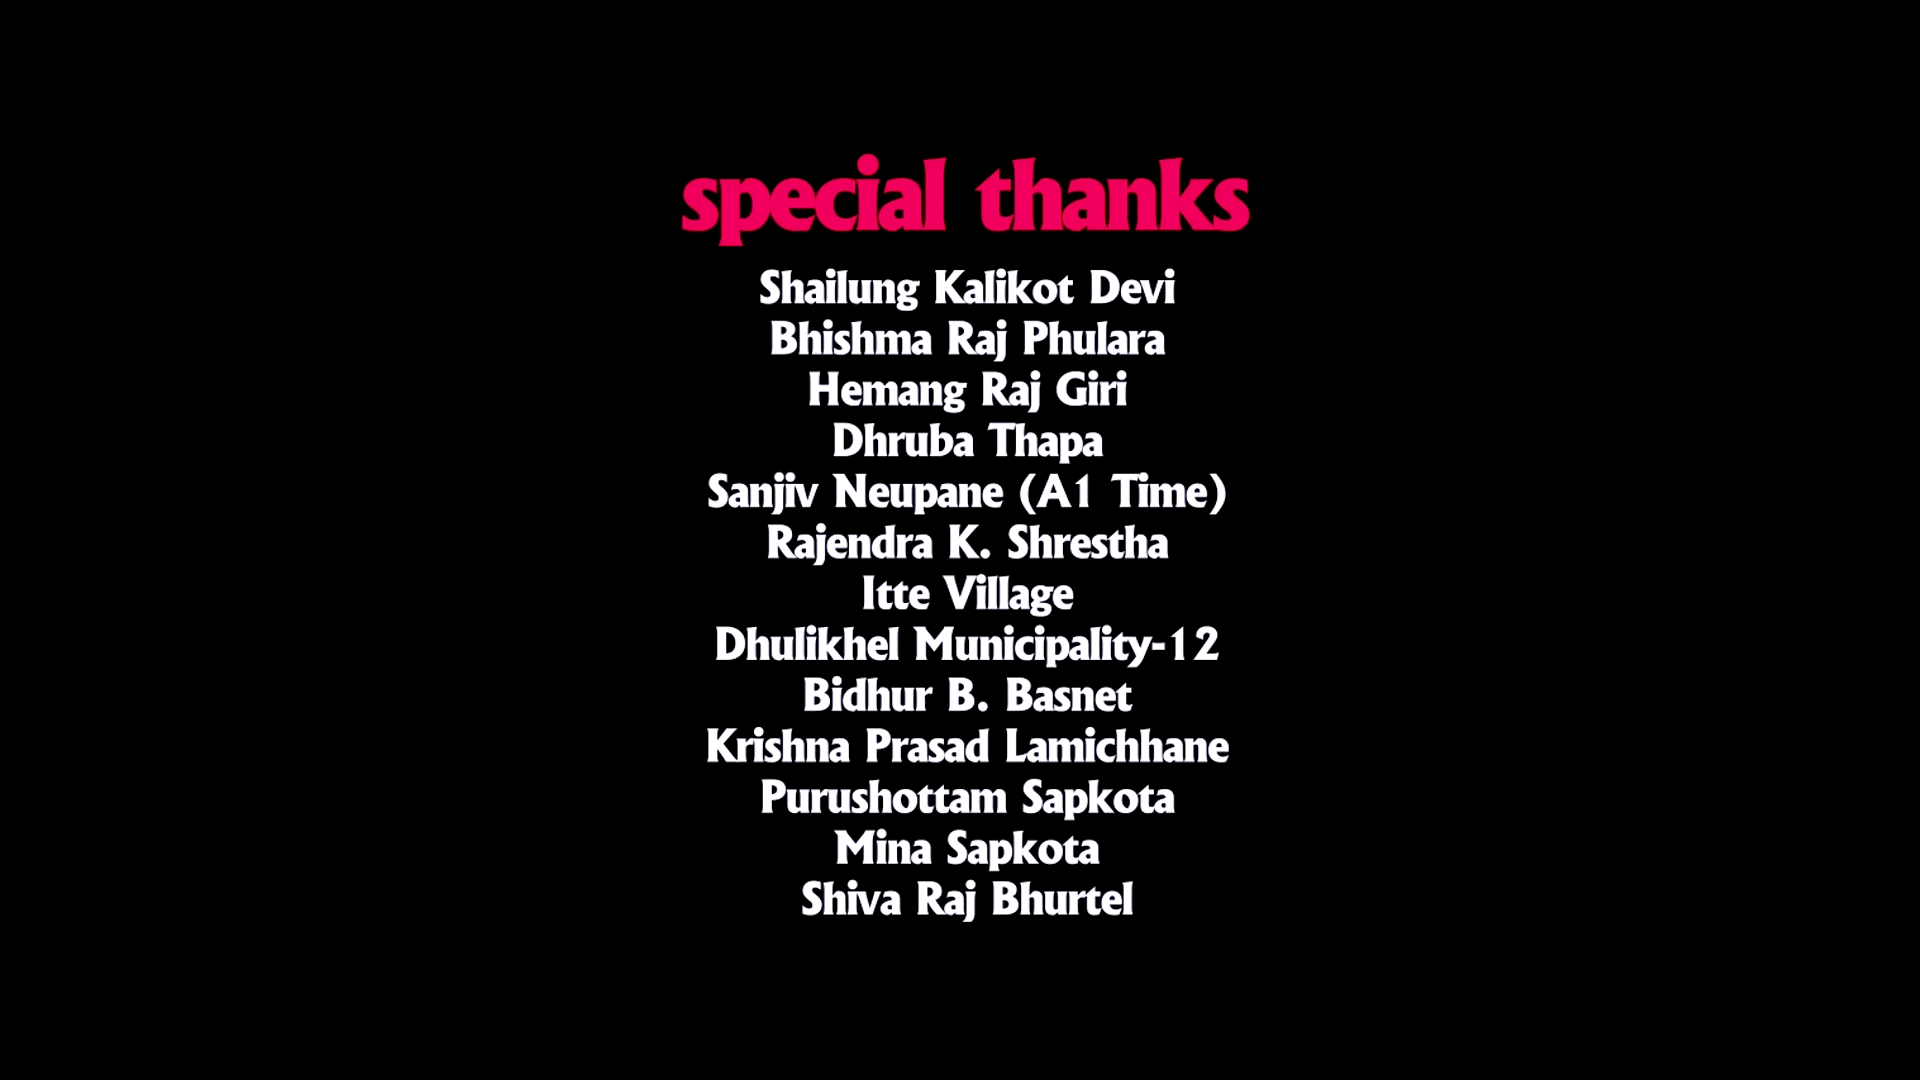 special thanks
Shailung Kalikot Devi
Bhishma Raj Phulara
Hemang Raj Giri
Dhruba Thapa
Sanjiv Neupane (A1 Time)
Rajendra K. Shrestha
Itte Village
Dhulikhel Municipality-12
Bidhur B. Basnet
Krishna Prasad Lamichhane
Purushottam Sapkota
Mina Sapkota
Shiva Raj Bhurtel